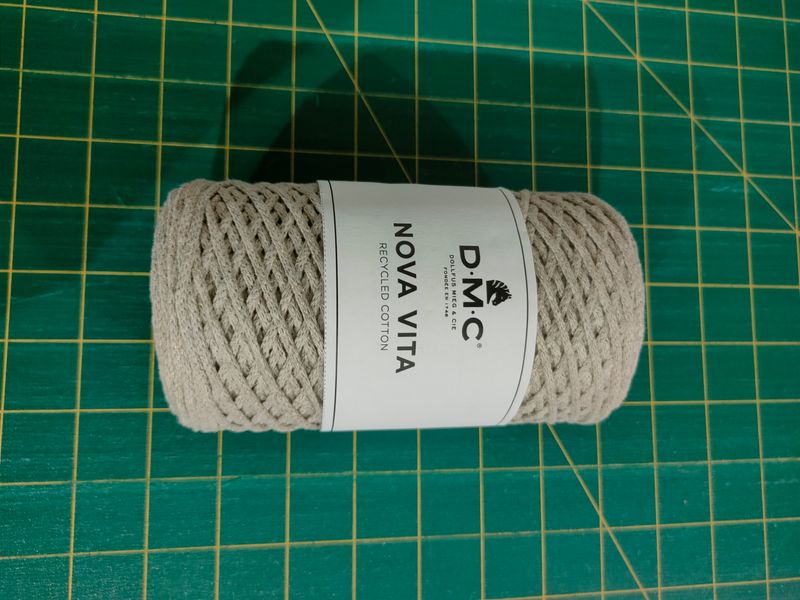 D·M·C®
DOLLFUS MIEG & CIE
FONDÉE EN 1746
NOVA VITA
RECYCLED COTTON